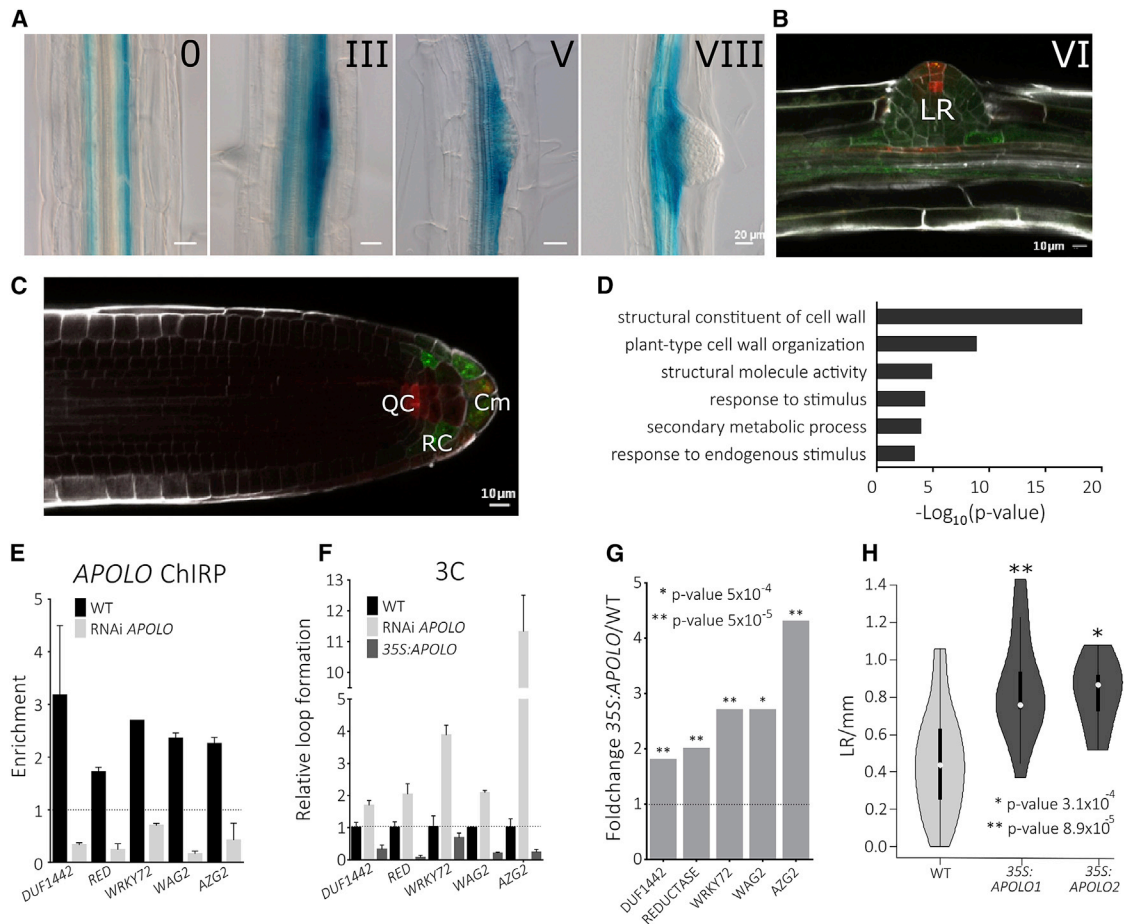 A
0
III
V
VIII
20 µm
B
VI
LR
10µm
C
QC
Cm
RC
10µm
D
structural constituent of cell wall
plant-type cell wall organization
structural molecule activity
response to stimulus
secondary metabolic process
response to endogenous stimulus
0 5 10 15 20
-Log10(p-value)
E
APOLO ChIRP
WT
RNAi APOLO
Enrichment
5
4
3
2
1
0
DUF1442 RED WRKY72 WAG2 AZG2
F
3C
WT
RNAi APOLO
35S:APOLO
Relative loop formation
13
12
11
10
5
4
3
2
1
0
DUF1442 RED WRKY72 WAG2 AZG2
G
* p-value 5x10-4
** p-value 5x10-5
Foldchange 35S:APOLO/WT
5
4
3
2
1
0
** ** ** * **
DUF1442 REDUCTASE WRKY72 WAG2 AZG2
H
**
*
LR/mm
1.4
1.2
1.0
0.8
0.6
0.4
0.2
0.0
* p-value 3.1x10-4
** p-value 8.9x10-5
WT 35S: APOLO1 35S: APOLO2